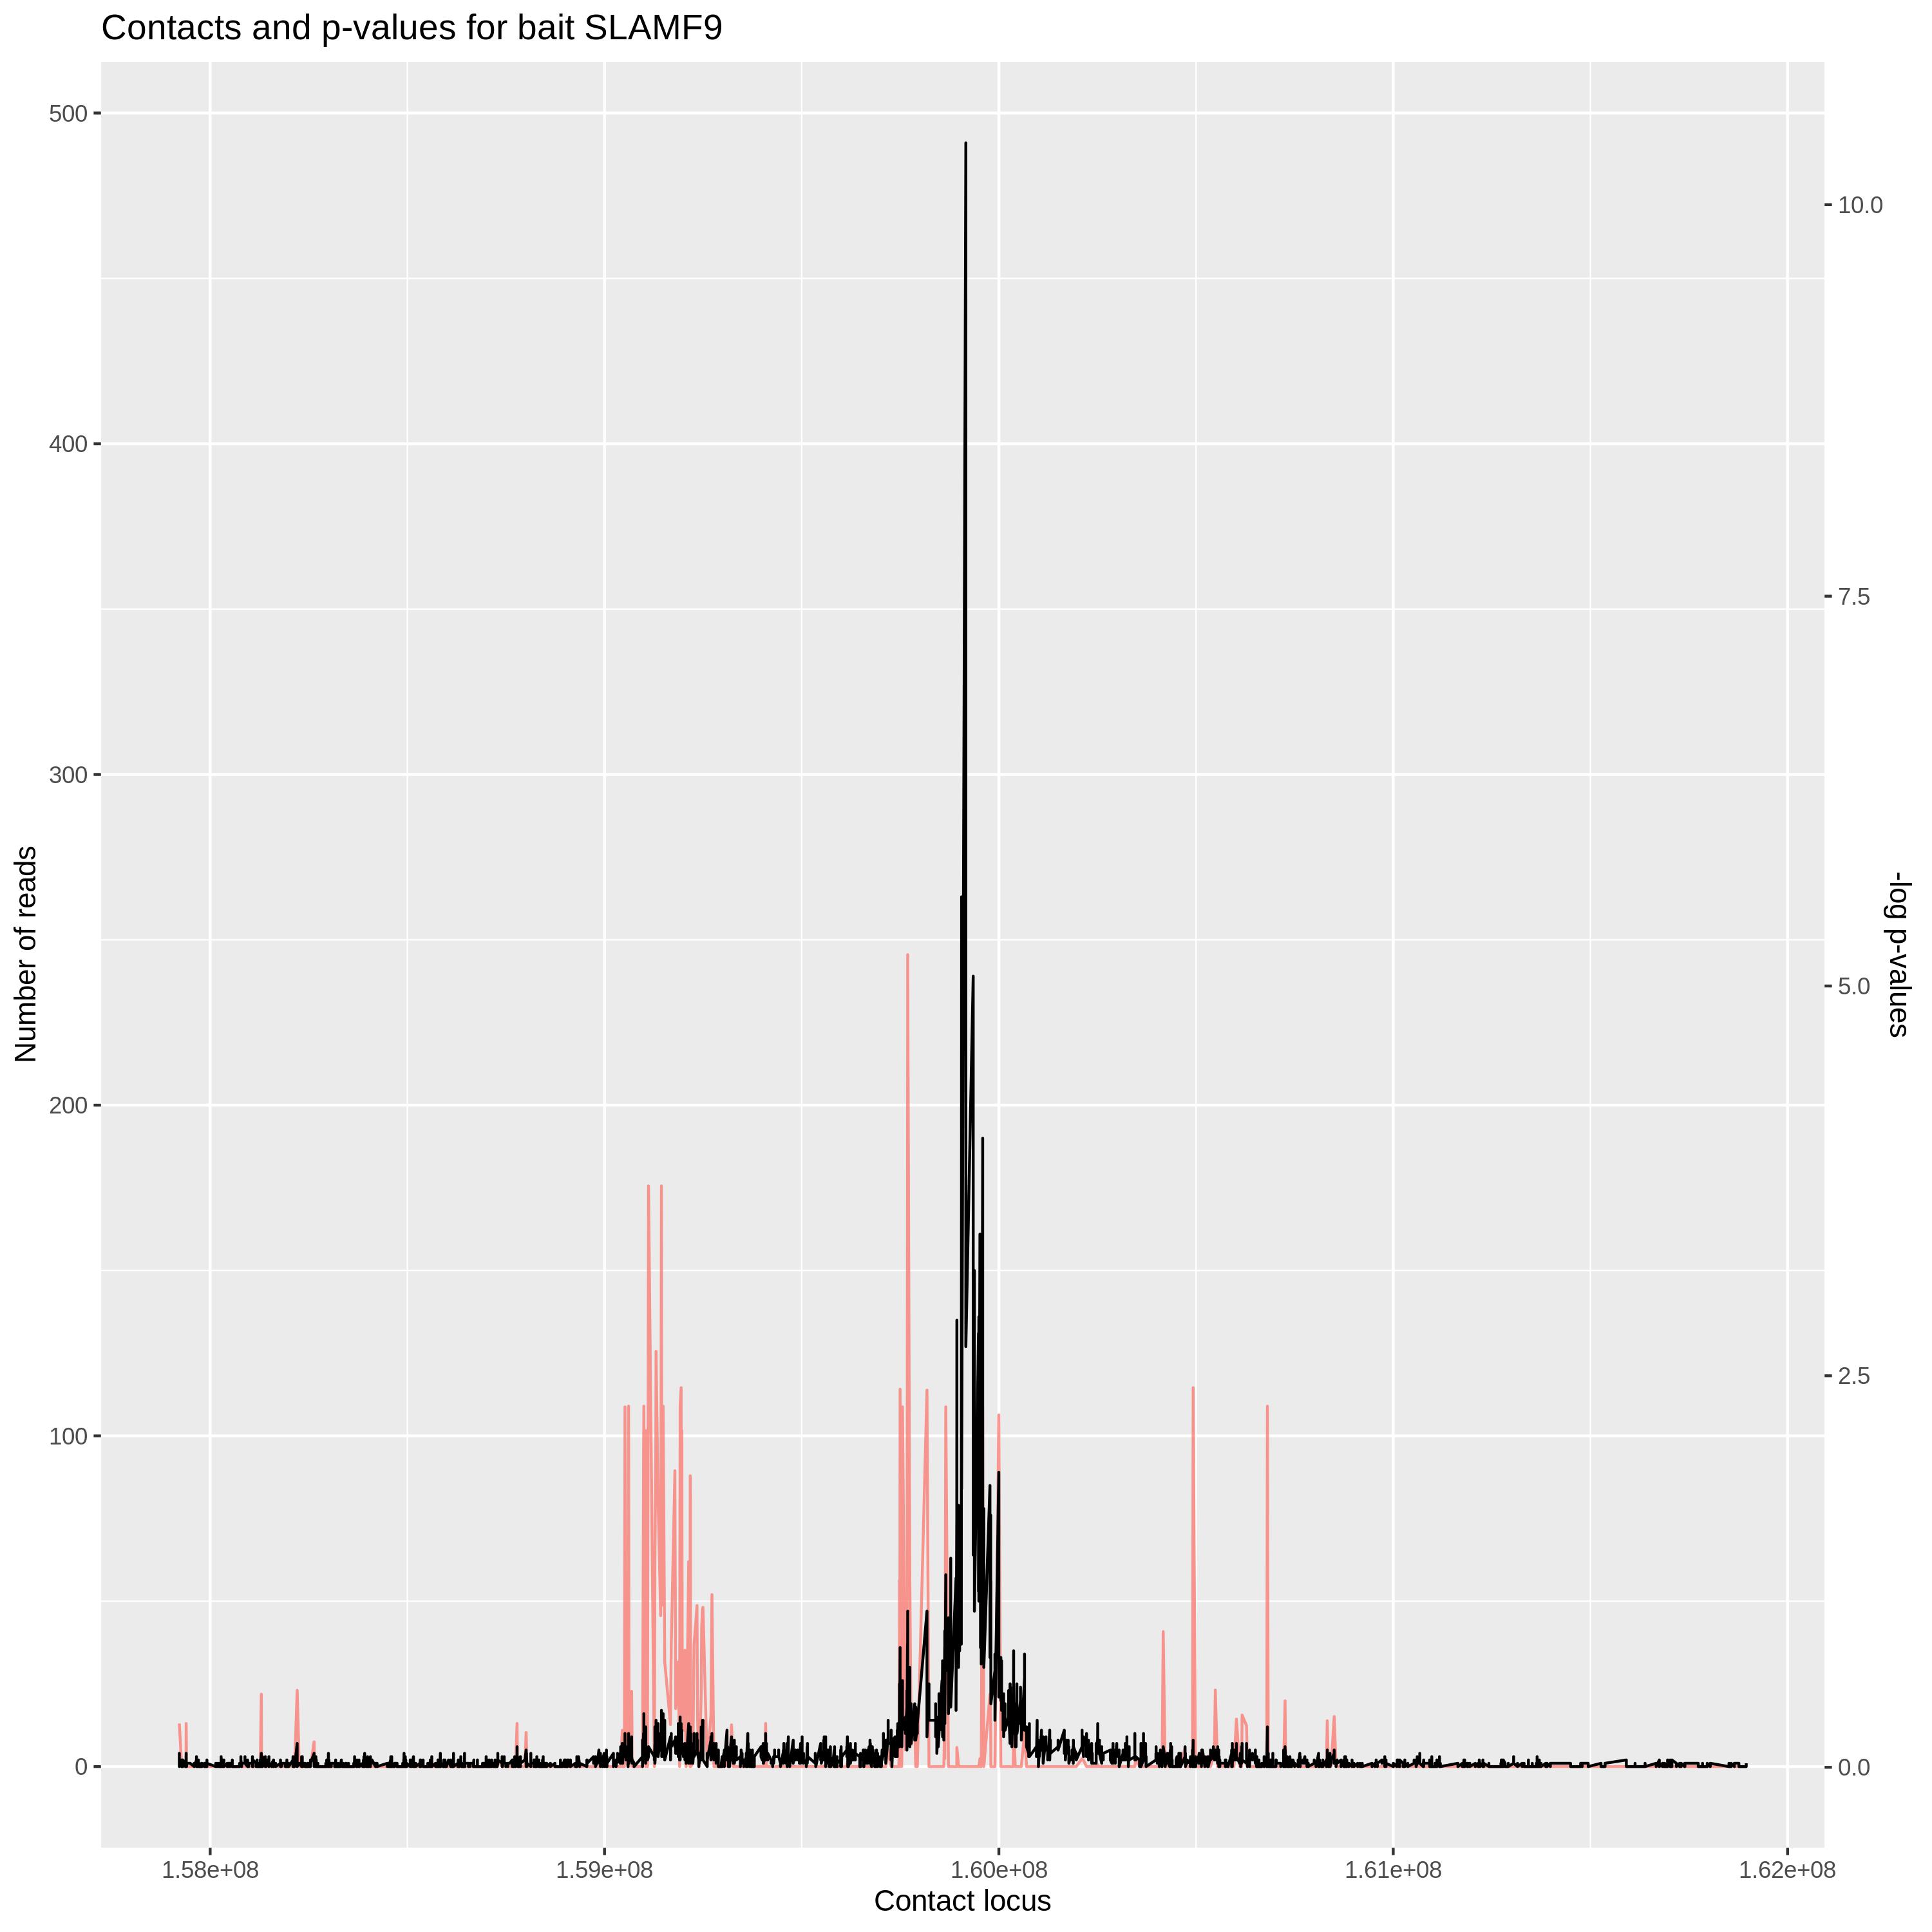 Contacts and p-values for bait SLAMF9
500
400
300
200
100
0
Number of reads
10.0
7.5
5.0
2.5
0.0
-log p-values
1.58e+08
1.59e+08
1.60e+08
1.61e+08
1.62e+08
Contact locus